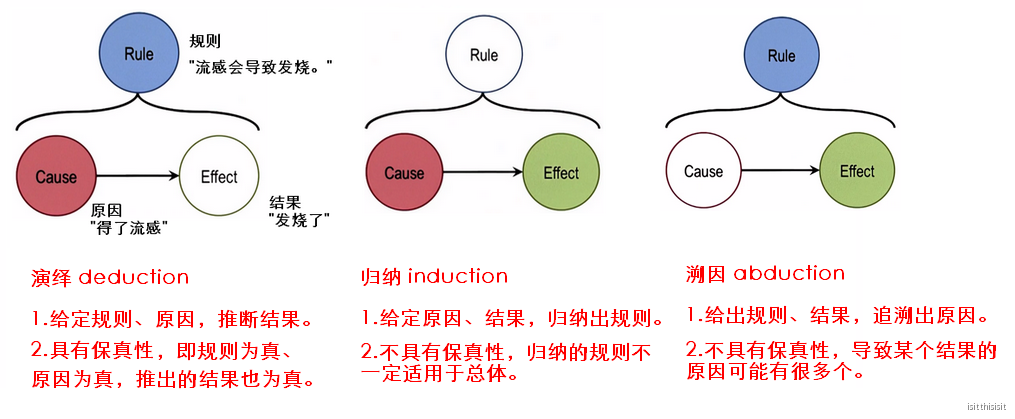 Rule
规则
"流感会导致发烧。"
Cause
Effect
原因
"得了流感"
结果
"发烧了"
演绎 deduction
1.给定规则、原因，推断结果。
2.具有保真性，即规则为真、
原因为真，推出的结果也为真。
Rule
Cause
Effect
归纳 induction
1.给定原因、结果，归纳出规则。
2.不具有保真性，归纳的规则不
一定适用于总体。
Rule
Cause
Effect
溯因 abduction
1.给出规则、结果，追溯出原因。
2.不具有保真性，导致某个结果的
原因可能有很多个。
isitthisisit